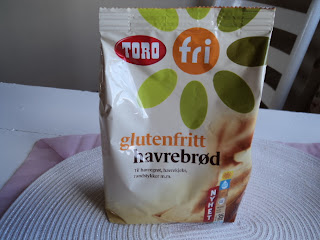 TORO
fri
glutenfritt
havrebrød
NYHET